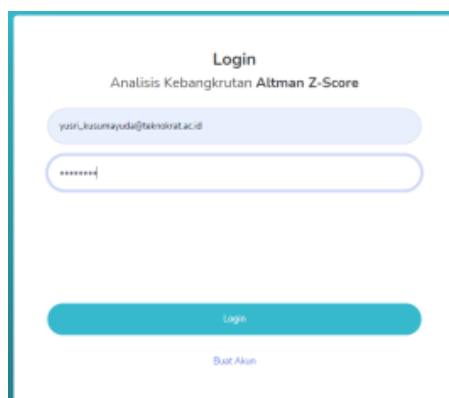 Login
Analisis Kebangkrutan Altman Z-Score
yusri_kusumayuda@teknokrat.ac.id
********
Login
Buat Akun